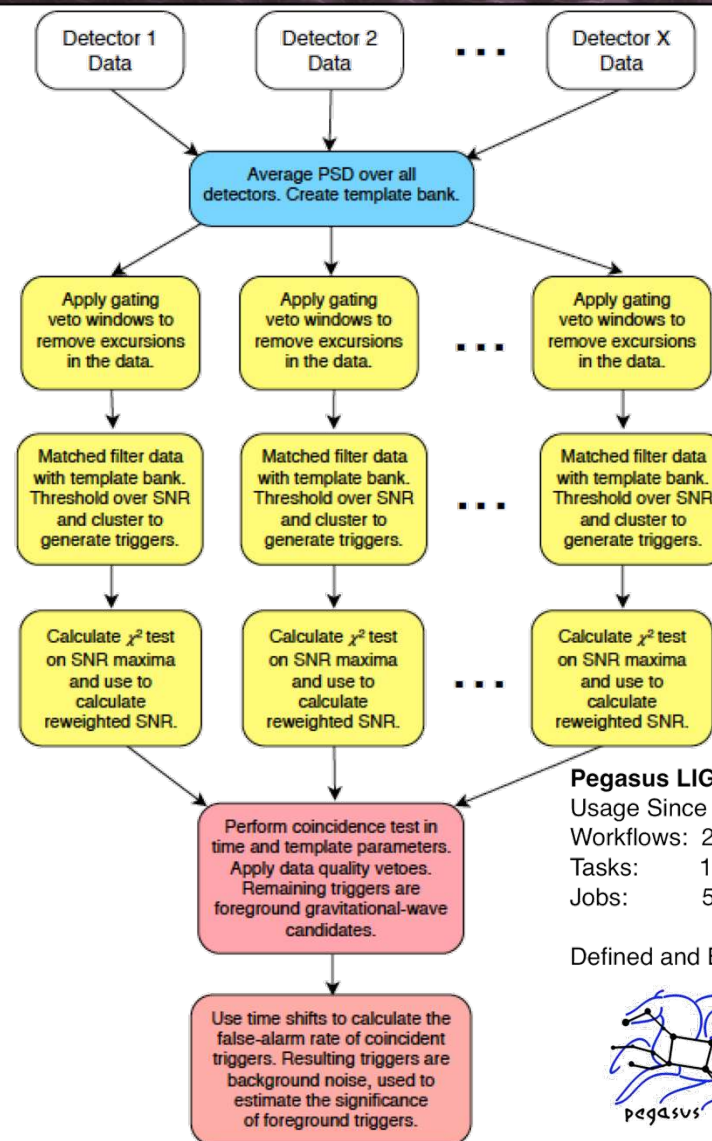 Detector 1
Data
Detector 2
Data
Detector X
Data
Average PSD over all
detectors. Create template bank.
Apply gating
veto windows to
remove excursions
in the data.
Apply gating
veto windows to
remove excursions
in the data.
Apply gating
veto windows to
remove excursions
in the data.
Matched filter data
with template bank.
Threshold over SNR
and cluster to
generate triggers.
Matched filter data
with template bank.
Threshold over SNR
and cluster to
generate triggers.
Matched filter data
with template bank.
Threshold over SNR
and cluster to
generate triggers.
Calculate χ² test
on SNR maxima
and use to
calculate
reweighted SNR.
Calculate χ² test
on SNR maxima
and use to
calculate
reweighted SNR.
Calculate χ² test
on SNR maxima
and use to
calculate
reweighted SNR.
Perform coincidence test in
time and template parameters.
Apply data quality vetoes.
Remaining triggers are
foreground gravitational-wave
candidates.
Use time shifts to calculate the
false-alarm rate of coincident
triggers. Resulting triggers are
background noise, used to
estimate the significance
of foreground triggers.
Pegasus LIG
Usage Since
Workflows: 2
Tasks: 1
Jobs: 5
Defined and E
pegasus